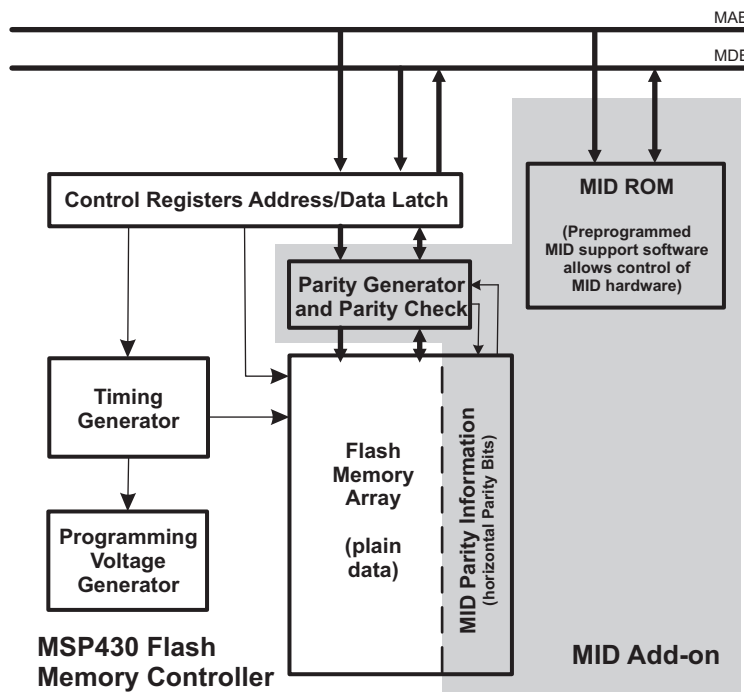 MAB
MDB
Control Registers Address/Data Latch
MID ROM
(Preprogrammed
MID support software
allows control of
MID hardware)
Parity Generator
and Parity Check
Timing
Generator
Flash
Memory
Array
(plain
data)
MID Parity Information
(horizontal Parity Bits)
Programming
Voltage
Generator
MSP430 Flash
Memory Controller
MID Add-on